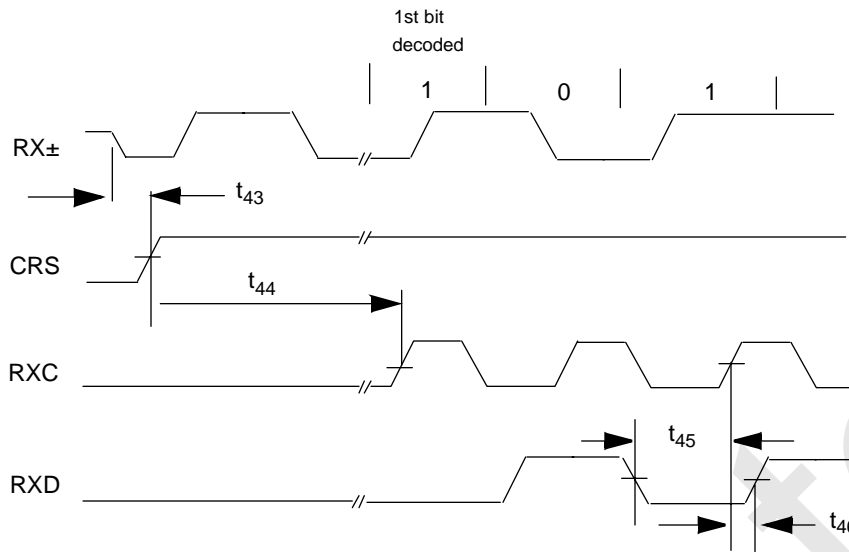 1st bit
decoded
1 0 1
RX±
t43
CRS
t44
RXC
t45
RXD